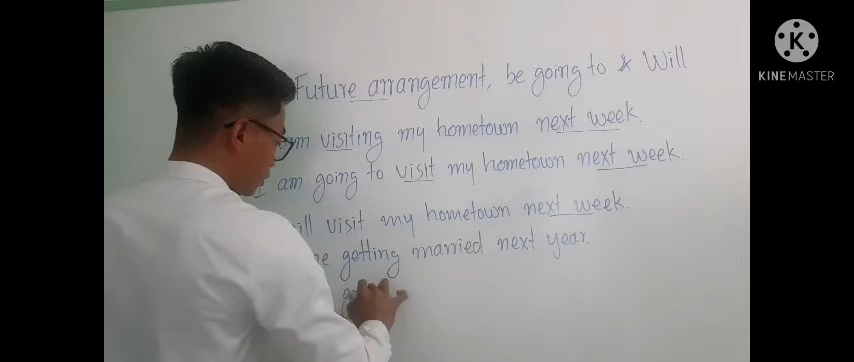 Future arrangement, be going to & Will
am visiting my hometown next week.
I am going to visit my hometown next week.
visit my hometown next week.
getting married next year.
K
KINEMASTER